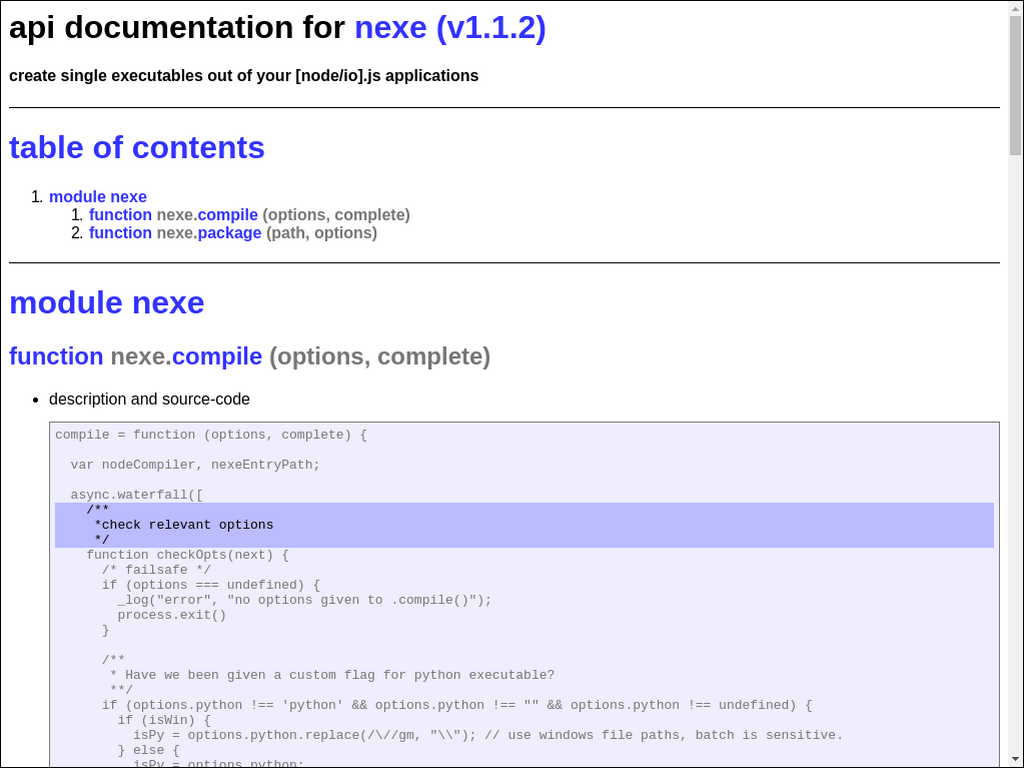 api documentation for nexe (v1.1.2)
create single executables out of your [node/io].js applications
table of contents
1. module nexe
1. function nexe.compile (options, complete)
2. function nexe.package (path, options)
module nexe
function nexe.compile (options, complete)
• description and source-code
compile = function (options, complete) {
  var nodeCompiler, nexeEntryPath;
  async.waterfall([
    /**
     *check relevant options
     */
    function checkOpts(next) {
      /* failsafe */
      if (options === undefined) {
        _log("error", "no options given to .compile()");
        process.exit()
      }
      /**
       * Have we been given a custom flag for python executable?
       **/
      if (options.python !== 'python' && options.python !== "" && options.python !== undefined) {
        if (isWin) {
          isPy = options.python.replace(/\//gm, "\\"); // use windows file paths, batch is sensitive.
        } else {
          isPy = options.python;